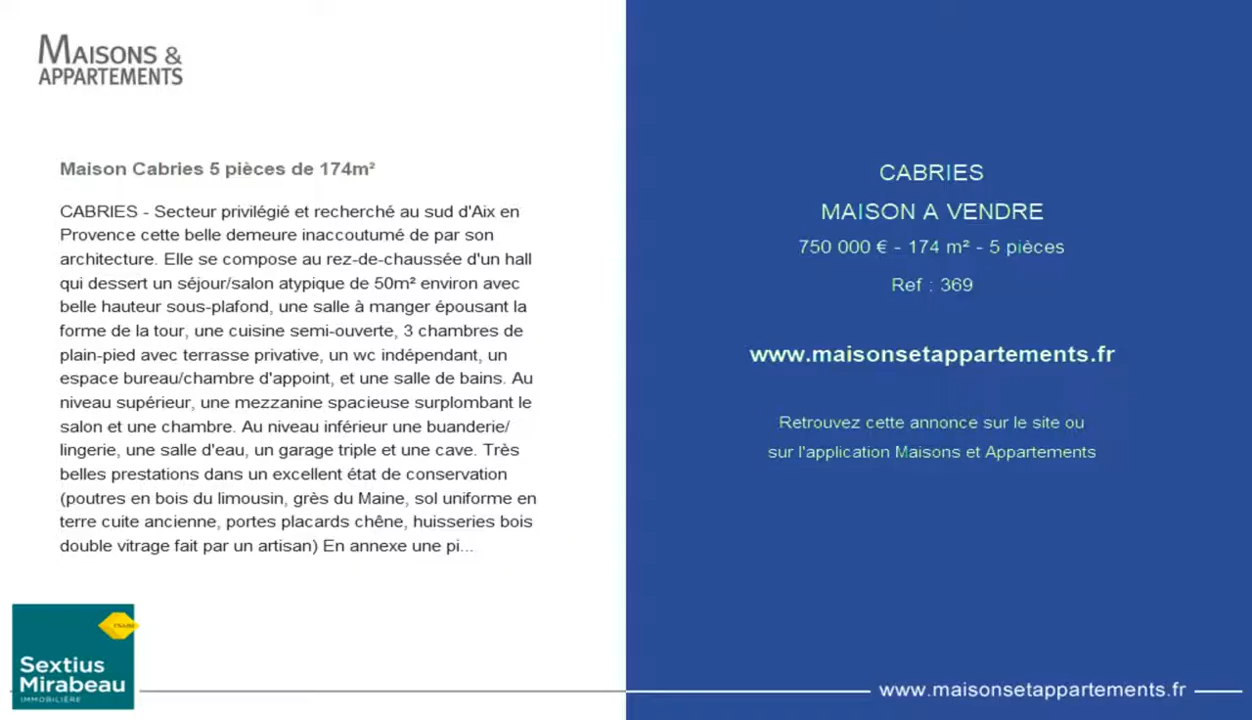 MAISONS &
APPARTEMENTS
Maison Cabries 5 pièces de 174m²
CABRIES - Secteur privilégié et recherché au sud d'Aix en
Provence cette belle demeure inaccoutumé de par son
architecture. Elle se compose au rez-de-chaussée d'un hall
qui dessert un séjour/salon atypique de 50m² environ avec
belle hauteur sous-plafond, une salle à manger épousant la
forme de la tour, une cuisine semi-ouverte, 3 chambres de
plain-pied avec terrasse privative, un wc indépendant, un
espace bureau/chambre d'appoint, et une salle de bains. Au
niveau supérieur, une mezzanine spacieuse surplombant le
salon et une chambre. Au niveau inférieur une buanderie/
lingerie, une salle d'eau, un garage triple et une cave. Très
belles prestations dans un excellent état de conservation
(poutres en bois du limousin, grès du Maine, sol uniforme en
terre cuite ancienne, portes placards chêne, huisseries bois
double vitrage fait par un artisan) En annexe une pi...
CABRIES
MAISON A VENDRE
750 000 € - 174 m² - 5 pièces
Ref : 369
www.maisonsetappartements.fr
Retrouvez cette annonce sur le site ou
sur l'application Maisons et Appartements
Sextius
Mirabeau
IMMOBILIÈRE
www.maisonsetappartements.fr